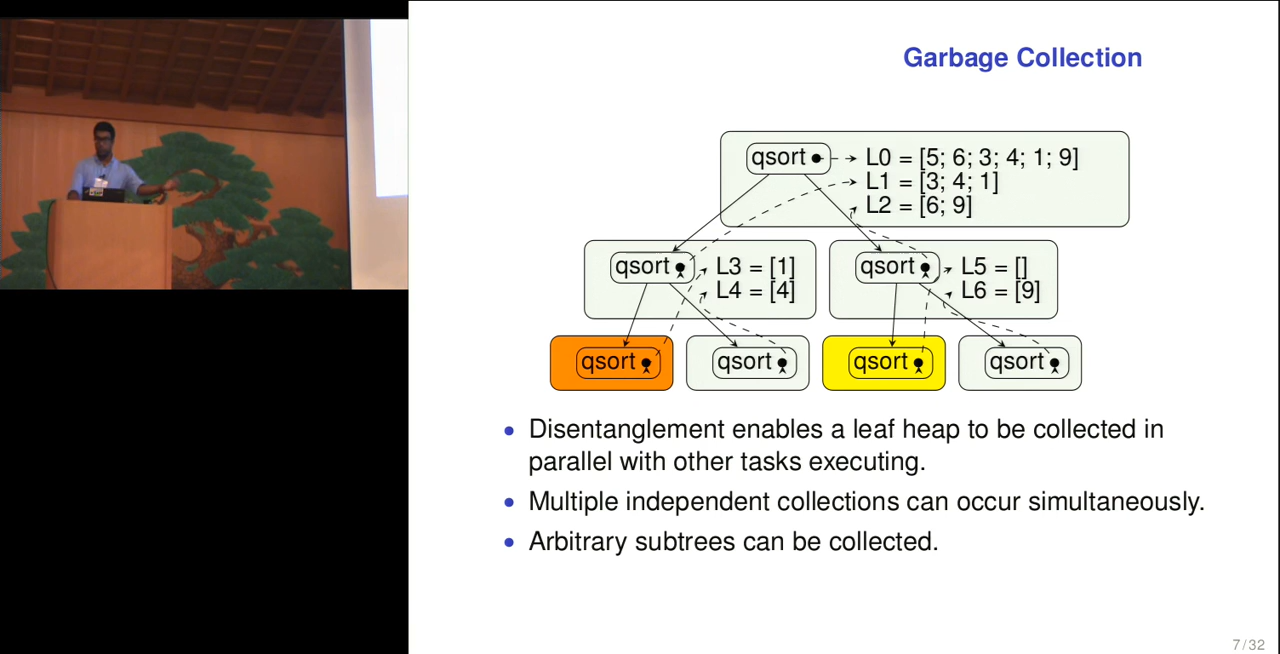 Garbage Collection
qsort
L0 = [5; 6; 3; 4; 1; 9]
L1 = [3; 4; 1]
L2 = [6; 9]
qsort
L3 = [1]
L4 = [4]
qsort
L5 = []
L6 = [9]
qsort
qsort
qsort
qsort
• Disentanglement enables a leaf heap to be collected in
parallel with other tasks executing.
• Multiple independent collections can occur simultaneously.
• Arbitrary subtrees can be collected.
7/32